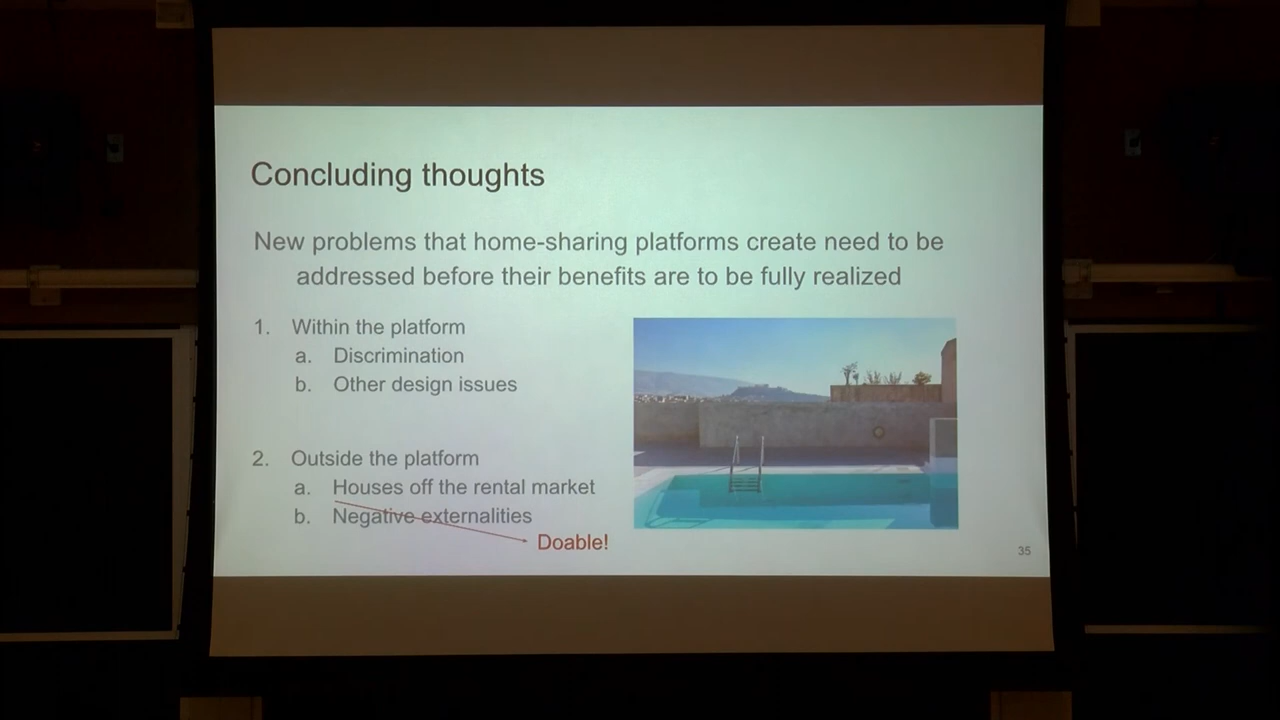 Concluding thoughts
New problems that home-sharing platforms create need to be
addressed before their benefits are to be fully realized
1. Within the platform
a. Discrimination
b. Other design issues
2. Outside the platform
a. Houses off the rental market
b. Negative externalities
Doable!
35